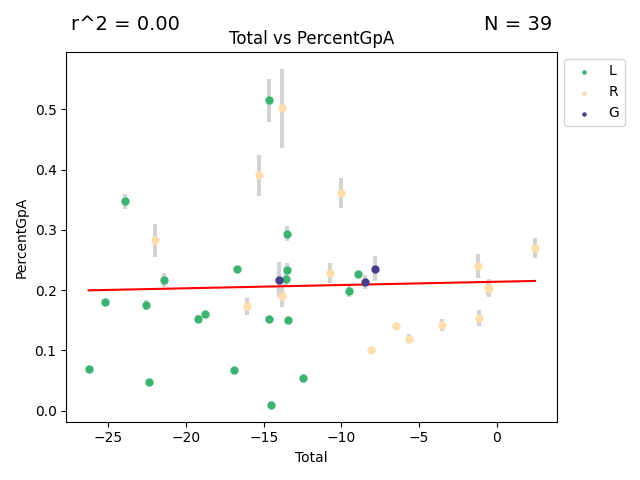 r^2 = 0.00
N = 39
Total vs PercentGpA
L
R
G
PercentGpA
0.5
0.4
0.3
0.2
0.1
0.0
−25
−20
−15
−10
−5
0
Total